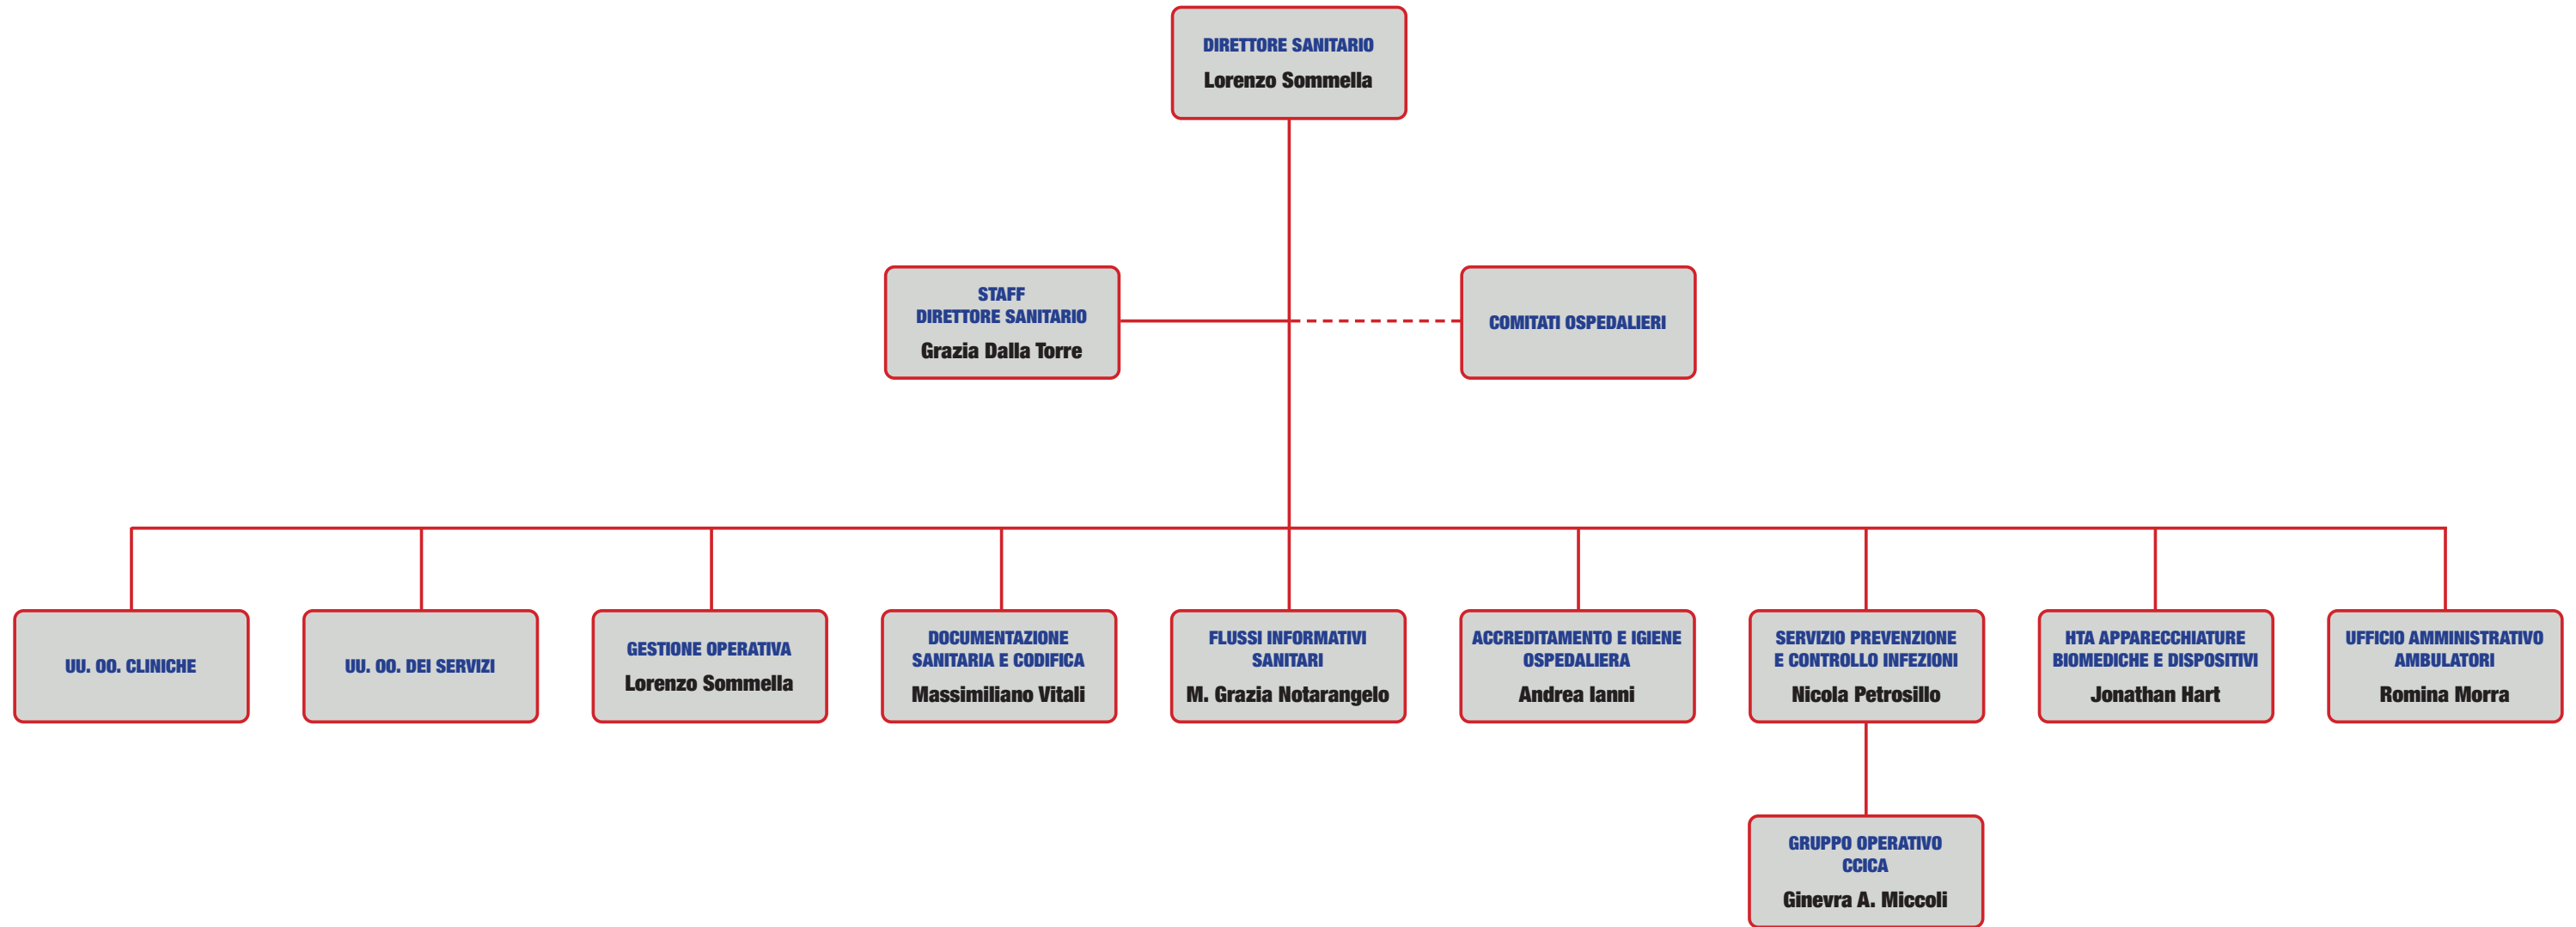 DIRETTORE SANITARIO
Lorenzo Sommella
STAFF
DIRETTORE SANITARIO
Grazia Dalla Torre
COMITATI OSPEDALIERI
UU. OO. CLINICHE
UU. OO. DEI SERVIZI
GESTIONE OPERATIVA
Lorenzo Sommella
DOCUMENTAZIONE
SANITARIA E CODIFICA
Massimiliano Vitali
FLUSSI INFORMATIVI
SANITARI
M. Grazia Notarangelo
ACCREDITAMENTO E IGIENE
OSPEDALIERA
Andrea Ianni
SERVIZIO PREVENZIONE
E CONTROLLO INFEZIONI
Nicola Petrosillo
HTA APPARECCHIATURE
BIOMEDICHE E DISPOSITIVI
Jonathan Hart
UFFICIO AMMINISTRATIVO
AMBULATORI
Romina Morra
GRUPPO OPERATIVO
CCICA
Ginevra A. Miccoli